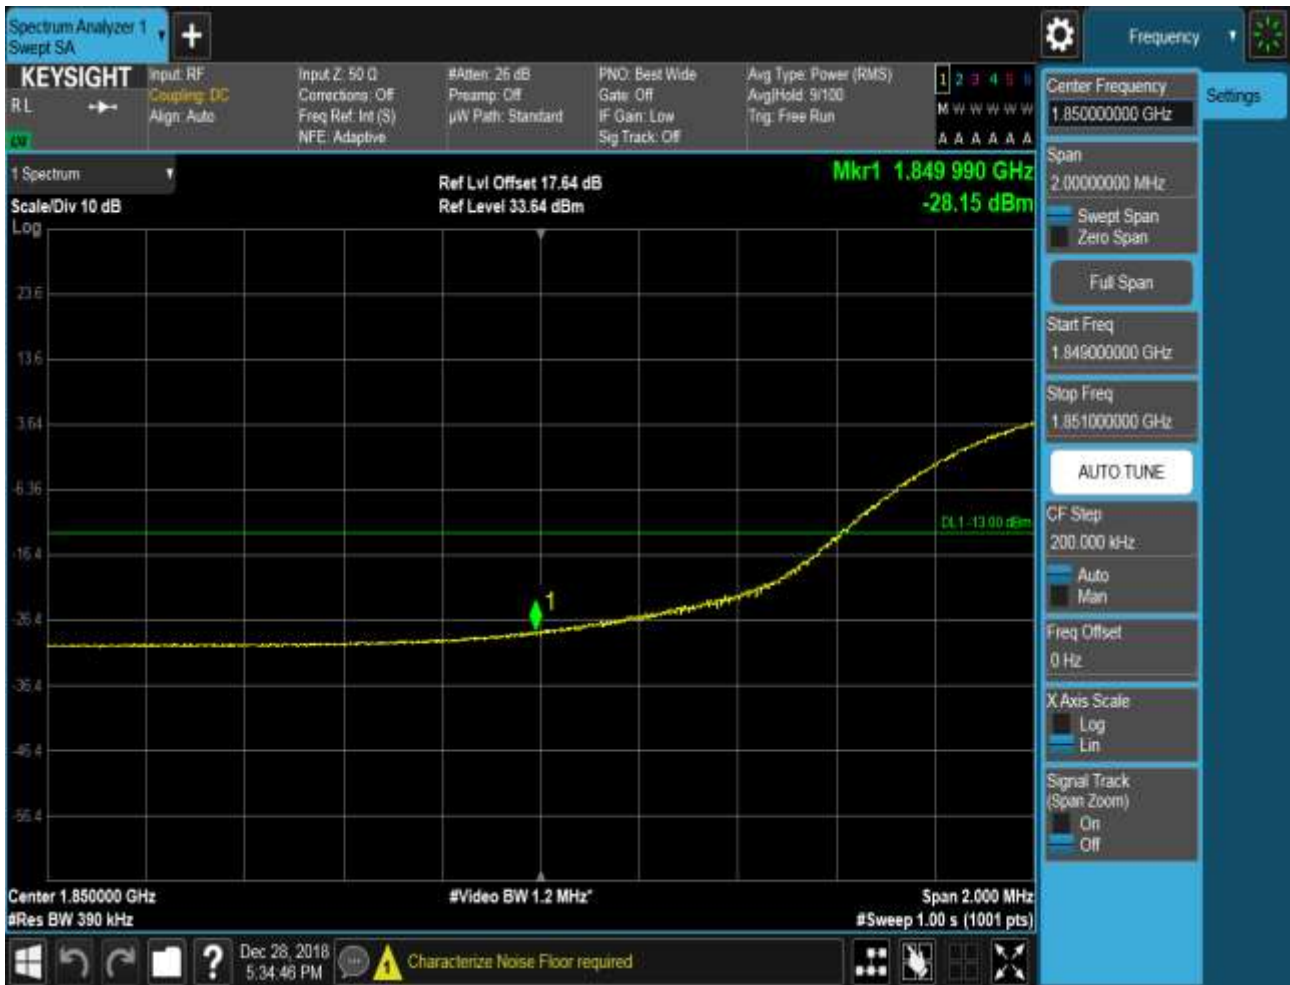 Spectrum Analyzer 1
Swept SA
Frequency
KEYSIGHT
RL
Input: RF
Coupling: DC
Align: Auto
Input Z: 50 Ω
Corrections: Off
Freq Ref: Int (S)
NFE: Adaptive
#Atten: 26 dB
Preamp: Off
µW Path: Standard
PNO: Best Wide
Gate: Off
IF Gain: Low
Sig Track: Off
Avg Type: Power (RMS)
Avg|Hold: 9/100
Trig: Free Run
1 2 3 4 5 6
M W W W W W
A A A A A A
1 Spectrum
Scale/Div 10 dB
Log
Ref Lvl Offset 17.64 dB
Ref Level 33.64 dBm
Mkr1 1.849 990 GHz
-28.15 dBm
23.6
13.6
3.64
-6.36
-16.4
-26.4
-36.4
-46.4
-56.4
DL1 -13.00 dBm
1
Center 1.850000 GHz
#Res BW 390 kHz
#Video BW 1.2 MHz*
Span 2.000 MHz
#Sweep 1.00 s (1001 pts)
Center Frequency
1.850000000 GHz
Settings
Span
2.00000000 MHz
Swept Span
Zero Span
Full Span
Start Freq
1.849000000 GHz
Stop Freq
1.851000000 GHz
AUTO TUNE
CF Step
200.000 kHz
Auto
Man
Freq Offset
0 Hz
X Axis Scale
Log
Lin
Signal Track
(Span Zoom)
On
Off
?
Dec 28, 2018
5:34:46 PM
Characterize Noise Floor required